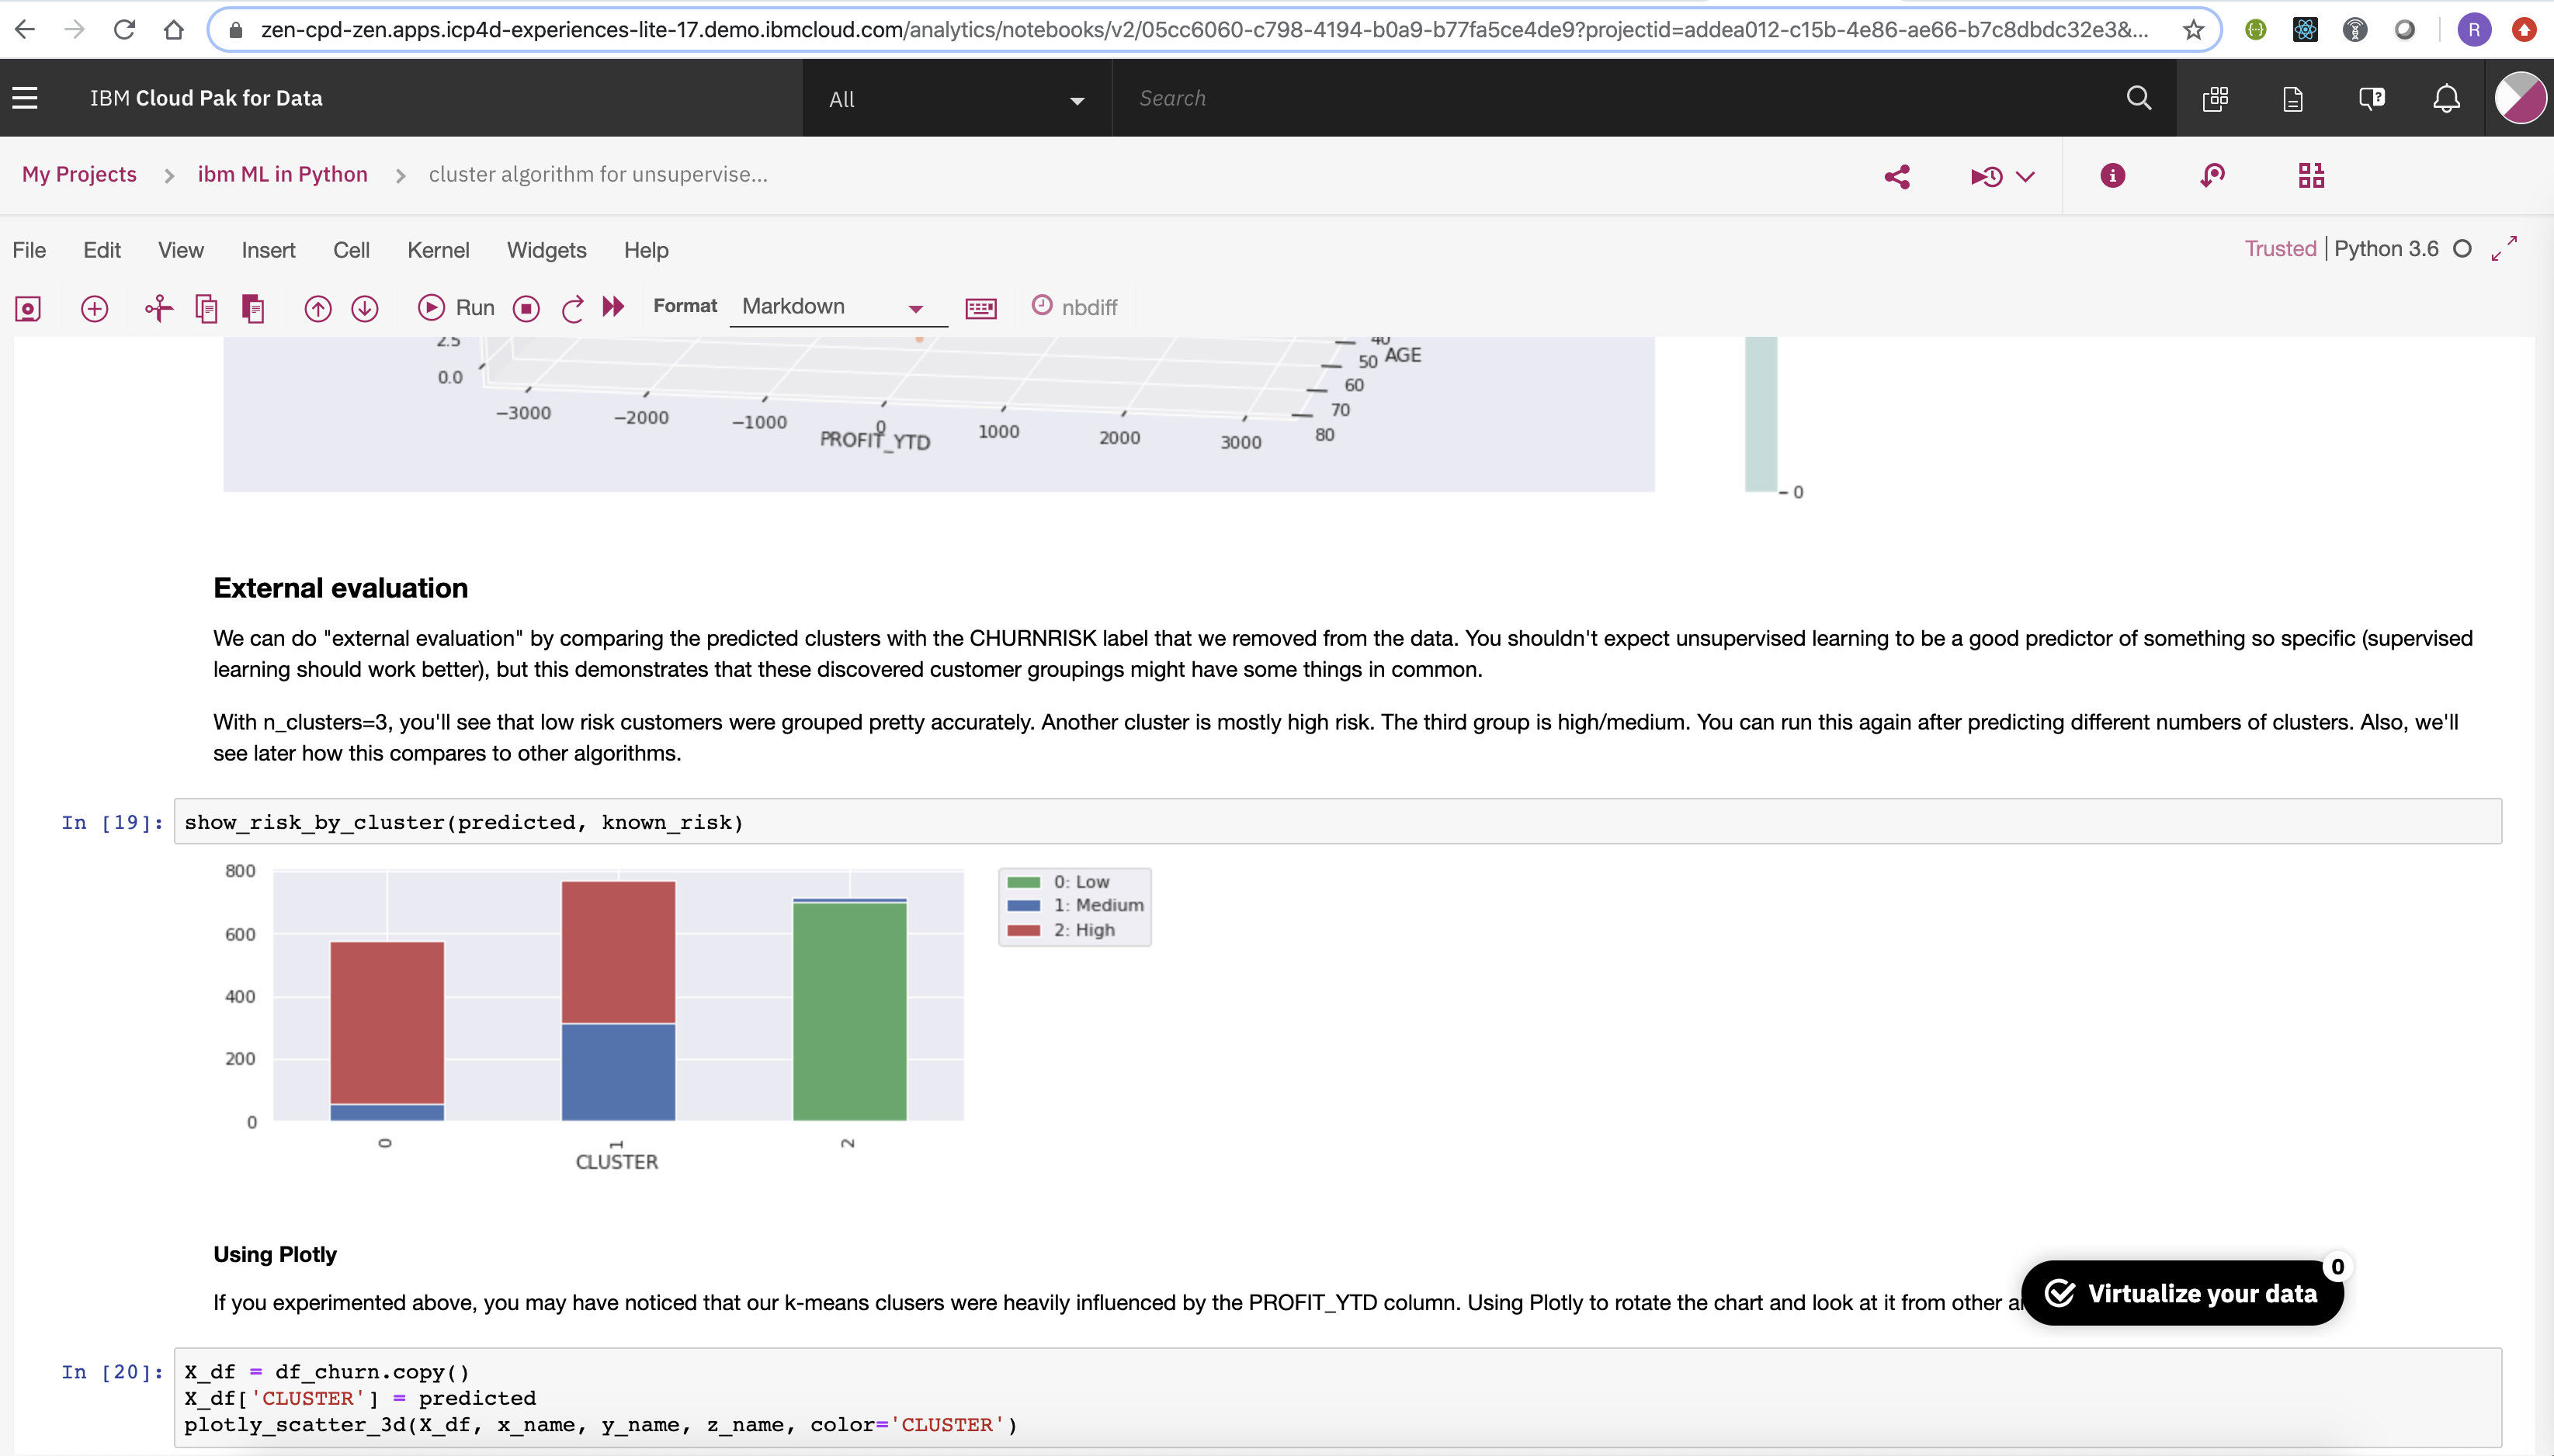 zen-cpd-zen.apps.icp4d-experiences-lite-17.demo.ibmcloud.com/analytics/notebooks/v2/05cc6060-c798-4194-b0a9-b77fa5ce4de9?projectid=addea012-c15b-4e86-ae66-b7c8dbdc32e3&...
R
IBM Cloud Pak for Data
All
Search
My Projects > ibm ML in Python > cluster algorithm for unsupervise...
File Edit View Insert Cell Kernel Widgets Help
Trusted | Python 3.6
Run
Format
Markdown
nbdiff
2.5
0.0
−3000
−2000
−1000
0
1000
2000
3000
PROFIT_YTD
40
50
60
70
80
AGE
0
External evaluation
We can do "external evaluation" by comparing the predicted clusters with the CHURNRISK label that we removed from the data. You shouldn't expect unsupervised learning to be a good predictor of something so specific (supervised
learning should work better), but this demonstrates that these discovered customer groupings might have some things in common.
With n_clusters=3, you'll see that low risk customers were grouped pretty accurately. Another cluster is mostly high risk. The third group is high/medium. You can run this again after predicting different numbers of clusters. Also, we'll
see later how this compares to other algorithms.
In [19]: show_risk_by_cluster(predicted, known_risk)
800
600
400
200
0
0
1
2
CLUSTER
0: Low
1: Medium
2: High
Using Plotly
If you experimented above, you may have noticed that our k-means clusers were heavily influenced by the PROFIT_YTD column. Using Plotly to rotate the chart and look at it from other
0
Virtualize your data
In [20]: X_df = df_churn.copy()
X_df['CLUSTER'] = predicted
plotly_scatter_3d(X_df, x_name, y_name, z_name, color='CLUSTER')